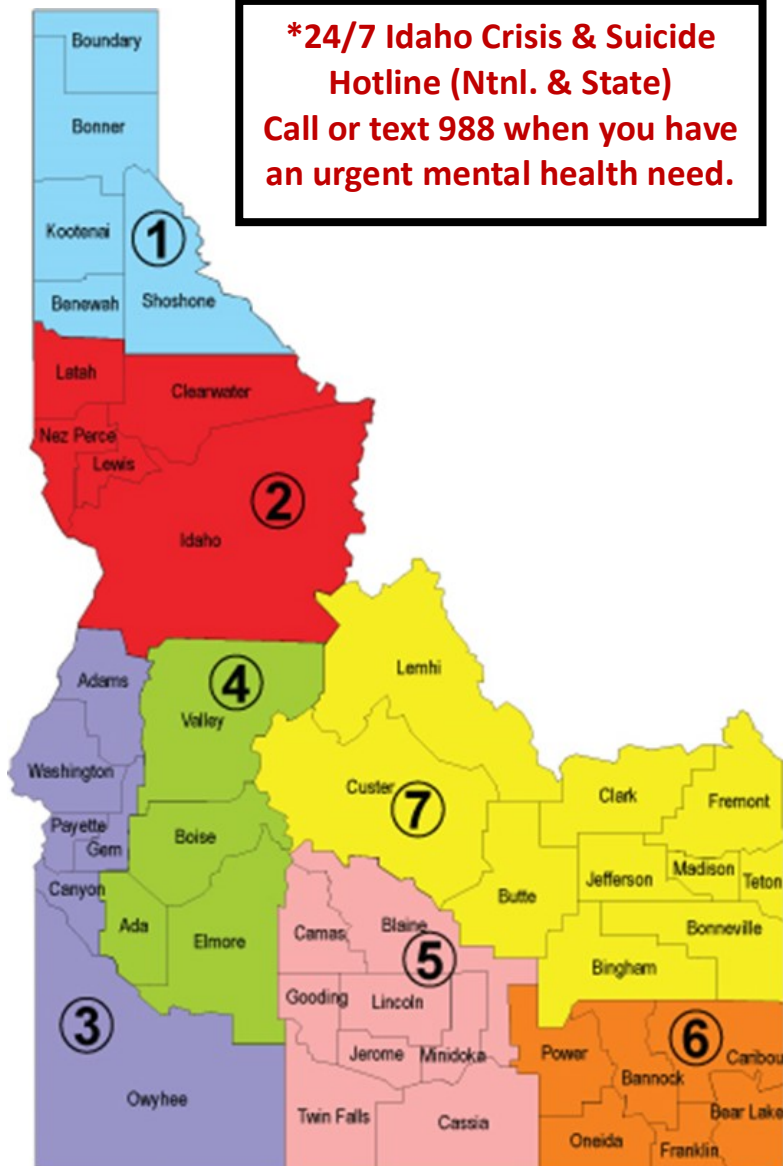 *24/7 Idaho Crisis & Suicide
Hotline (Ntnl. & State)
Call or text 988 when you have
an urgent mental health need.
Boundary
Bonner
Kootenai
1
Benewah
Shoshone
Latah
Clearwater
Nez Perce
Lewis
2
Idaho
Adams
4
Valley
Lemhi
Washington
Custer
7
Clark
Fremont
Payette
Gem
Boise
Canyon
Butte
Jefferson
Madison
Teton
Ada
Elmore
Camas
Blaine
5
Bonneville
Bingham
3
Gooding
Lincoln
6
Jerome
Minidoka
Power
Bannock
Caribou
Owyhee
Twin Falls
Cassia
Bear Lake
Oneida
Franklin